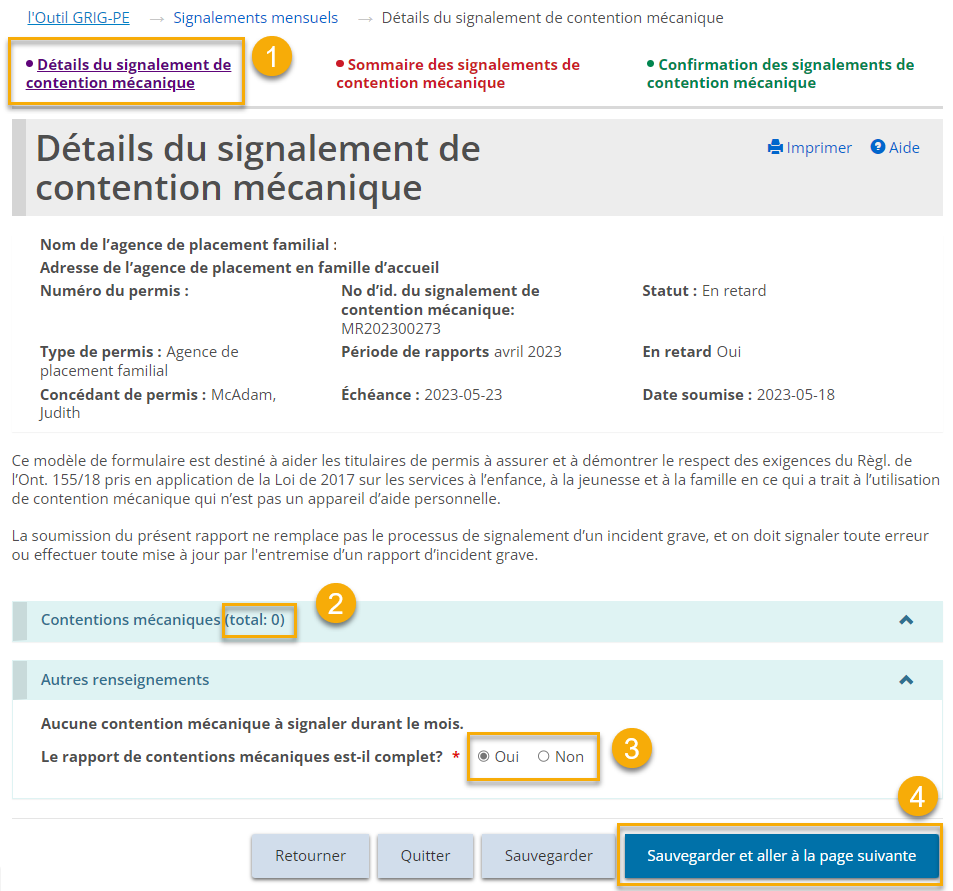 l'Outil GRIG-PE → Signalements mensuels → Détails du signalement de contention mécanique
1
• Détails du signalement de
contention mécanique
• Sommaire des signalements de
contention mécanique
• Confirmation des signalements de
contention mécanique
Détails du signalement de
contention mécanique
Imprimer
Aide
Nom de l’agence de placement familial :
Adresse de l’agence de placement en famille d’accueil
Numéro du permis :
No d’id. du signalement de
contention mécanique:
MR202300273
Statut : En retard
Type de permis : Agence de
placement familial
Période de rapports avril 2023
En retard Oui
Concédant de permis : McAdam,
Judith
Échéance : 2023-05-23
Date soumise : 2023-05-18
Ce modèle de formulaire est destiné à aider les titulaires de permis à assurer et à démontrer le respect des exigences du Règl. de
l’Ont. 155/18 pris en application de la Loi de 2017 sur les services à l’enfance, à la jeunesse et à la famille en ce qui a trait à l’utilisation
de contention mécanique qui n’est pas un appareil d’aide personnelle.
La soumission du présent rapport ne remplace pas le processus de signalement d’un incident grave, et on doit signaler toute erreur
ou effectuer toute mise à jour par l'entremise d’un rapport d’incident grave.
2
Contentions mécaniques (total: 0)
Autres renseignements
Aucune contention mécanique à signaler durant le mois.
Le rapport de contentions mécaniques est-il complet? * Oui Non
3
4
Retourner
Quitter
Sauvegarder
Sauvegarder et aller à la page suivante